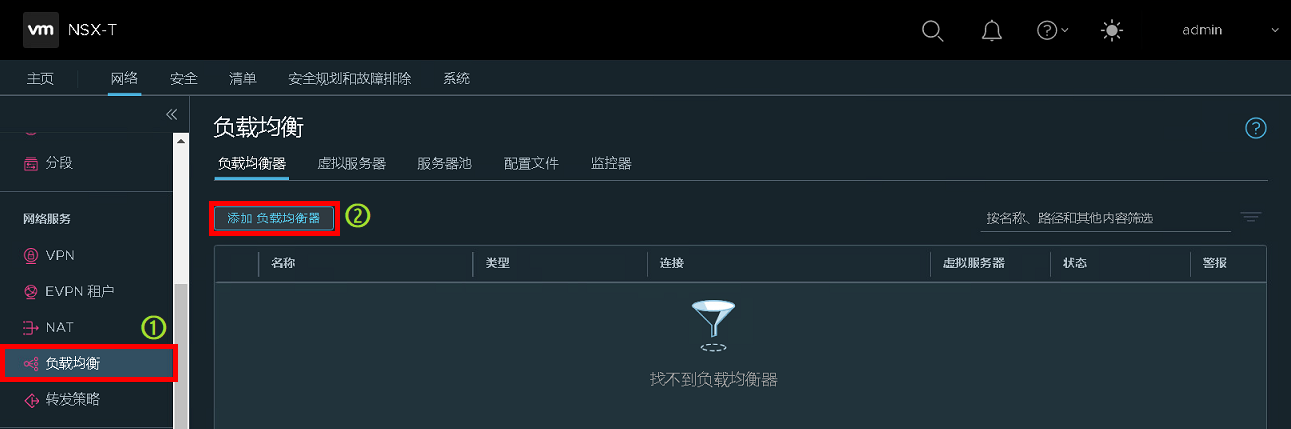 vm NSX-T admin
主页 网络 安全 清单 安全规划和故障排除 系统
负载均衡
分段
负载均衡器 虚拟服务器 服务器池 配置文件 监控器
网络服务
添加 负载均衡器 ② 按名称、路径和其他内容筛选
VPN
名称 类型 连接 虚拟服务器 状态 警报
EVPN 租户
NAT ①
负载均衡
找不到负载均衡器
转发策略